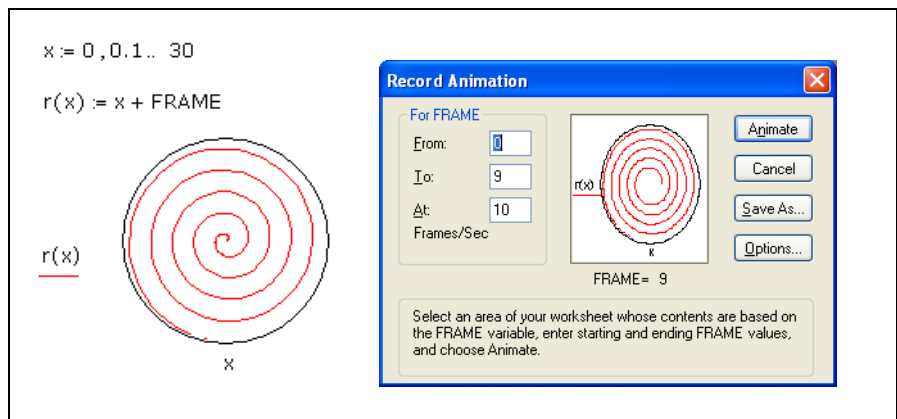 x := 0 , 0.1 .. 30
r(x) := x + FRAME
r(x)
x
Record Animation
For FRAME
From: 0
To: 9
At: 10
Frames/Sec
r(x)
x
FRAME= 9
Animate
Cancel
Save As...
Options...
Select an area of your worksheet whose contents are based on
the FRAME variable, enter starting and ending FRAME values,
and choose Animate.